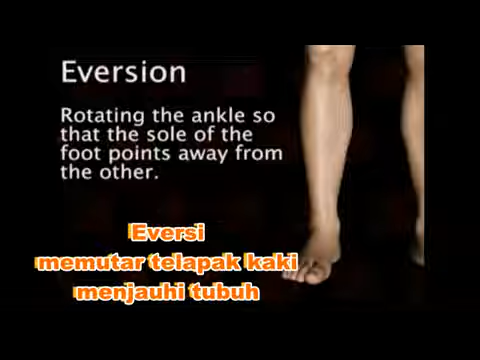 Eversion
Rotating the ankle so
that the sole of the
foot points away from
the other.
Eversi
memutar telapak kaki
menjauhi tubuh